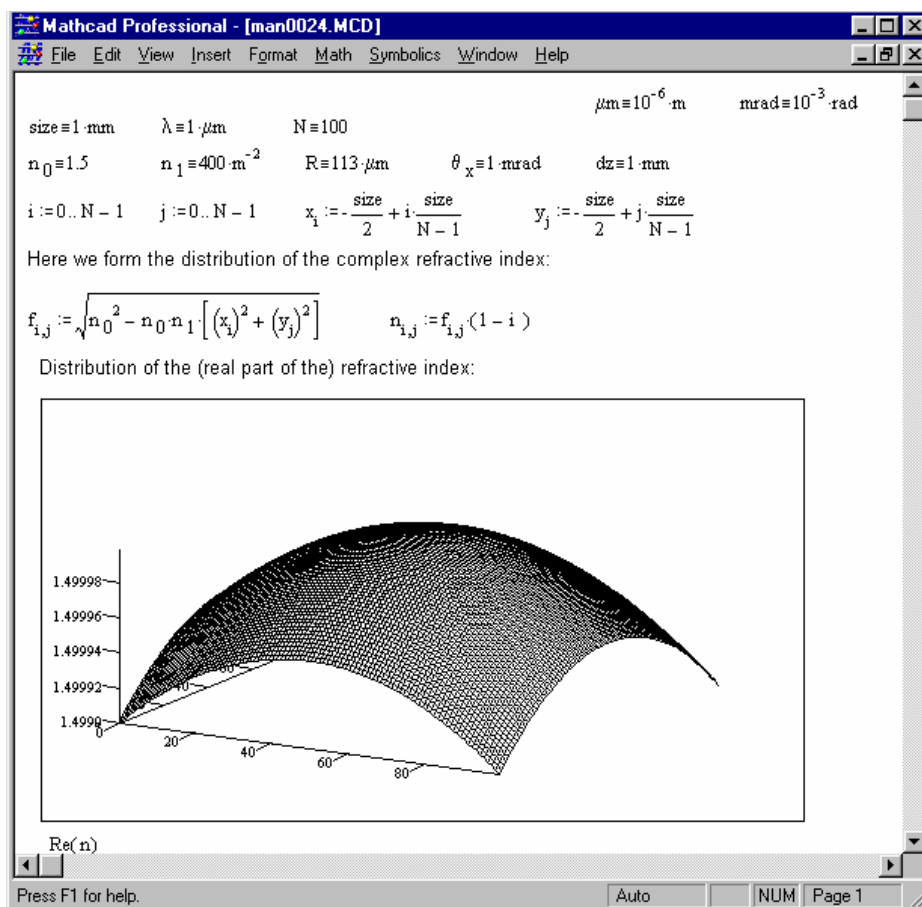 Mathcad Professional - [man0024.MCD]
File Edit View Insert Format Math Symbolics Window Help
μm≡10^-6·m mrad≡10^-3·rad
size≡1·mm λ≡1·μm N≡100
n_0≡1.5 n_1≡400·m^-2 R≡113·μm θ_x≡1·mrad dz≡1·mm
i := 0.. N − 1 j := 0.. N − 1 x_i := -size/2 + i·size/(N − 1) y_j := -size/2 + j·size/(N − 1)
Here we form the distribution of the complex refractive index:
f_i,j := √(n_0^2 − n_0·n_1·[(x_i)^2 + (y_j)^2]) n_i,j := f_i,j·(1 − i )
Distribution of the (real part of the) refractive index:
1.49998
1.49996
1.49994
1.49992
1.4999
0
20
40
60
80
40
Re(n)
Press F1 for help. Auto NUM Page 1